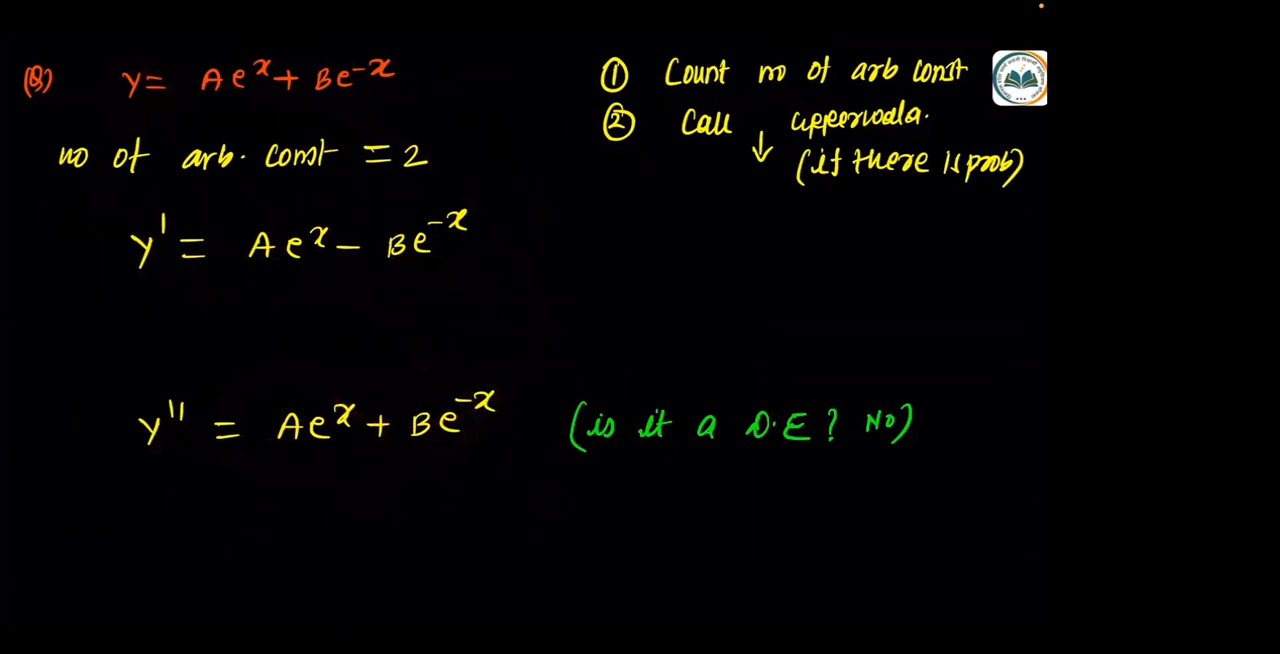 (Q) y = Ae^x + Be^-x
no of arb. const = 2
y' = Ae^x - Be^-x
y'' = Ae^x + Be^-x (is it a D.E ? NO)
① Count no of arb const
② Call upperwala.
↓ (if there is prob)